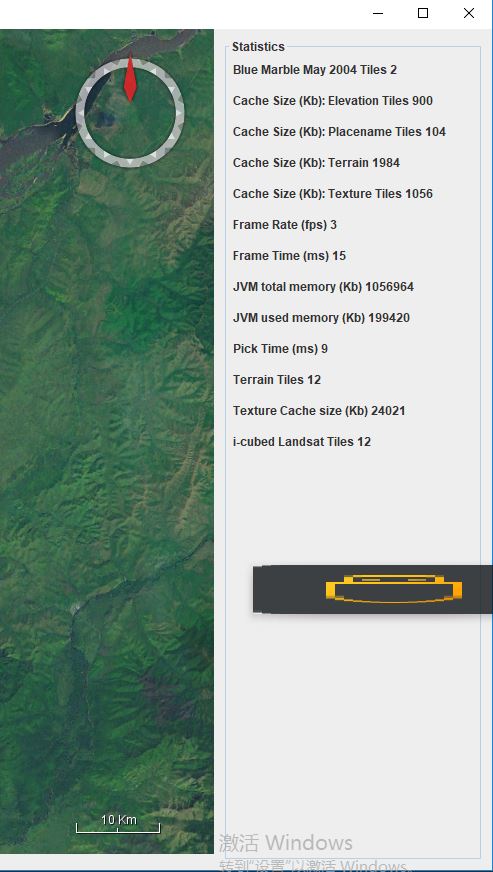 Statistics
Blue Marble May 2004 Tiles 2
Cache Size (Kb): Elevation Tiles 900
Cache Size (Kb): Placename Tiles 104
Cache Size (Kb): Terrain 1984
Cache Size (Kb): Texture Tiles 1056
Frame Rate (fps) 3
Frame Time (ms) 15
JVM total memory (Kb) 1056964
JVM used memory (Kb) 199420
Pick Time (ms) 9
Terrain Tiles 12
Texture Cache size (Kb) 24021
i-cubed Landsat Tiles 12
10 Km
激活 Windows
转到“设置”以激活 Windows。